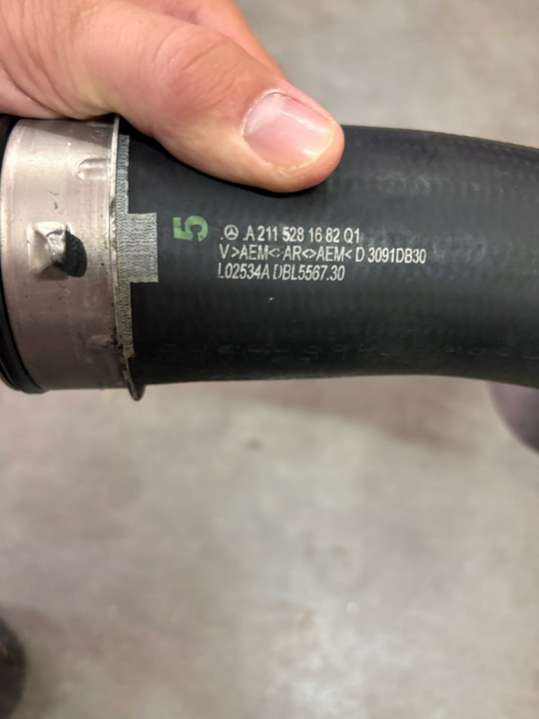 5
A 211 528 16 82 Q1
V>AEM<>AR<>AEM< D 3091DB30
L02534A DBL5567.30